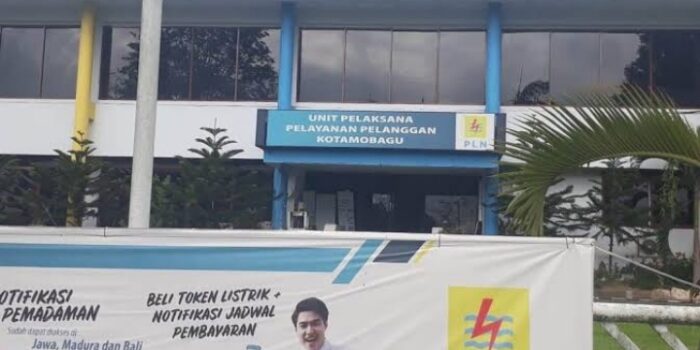 UNIT PELAKSANA
PELAYANAN PELANGGAN
KOTAMOBAGU
PLN
NOTIFIKASI
PEMADAMAN
Sudah dapat diakses di
Jawa, Madura dan Bali
BELI TOKEN LISTRIK +
NOTIFIKASI JADWAL
PEMBAYARAN